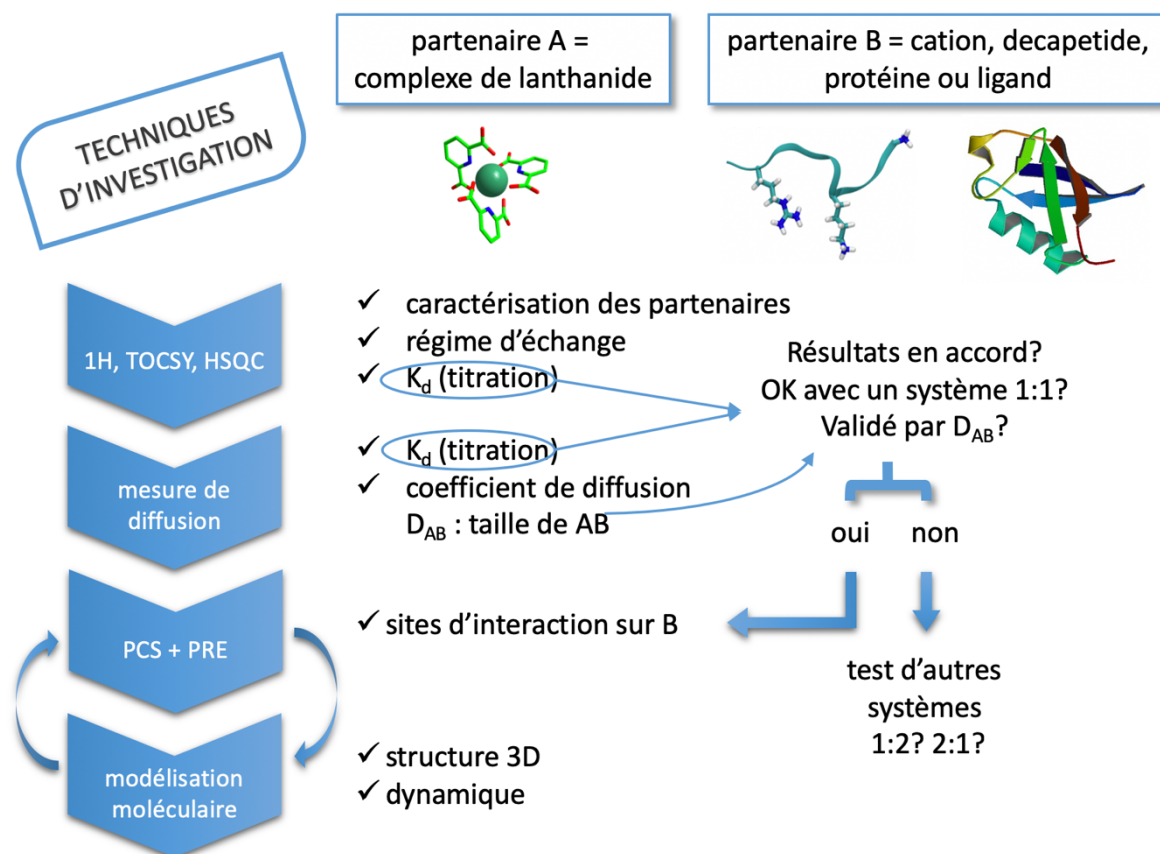 TECHNIQUES
D'INVESTIGATION
partenaire A =
complexe de lanthanide
partenaire B = cation, decapetide,
protéine ou ligand
1H, TOCSY, HSQC
✓ caractérisation des partenaires
✓ régime d'échange
✓ Kd (titration)
mesure de
diffusion
✓ Kd (titration)
✓ coefficient de diffusion
DAB : taille de AB
Résultats en accord?
OK avec un système 1:1?
Validé par DAB?
oui
non
PCS + PRE
✓ sites d'interaction sur B
test d'autres
systèmes
1:2? 2:1?
modélisation
moléculaire
✓ structure 3D
✓ dynamique